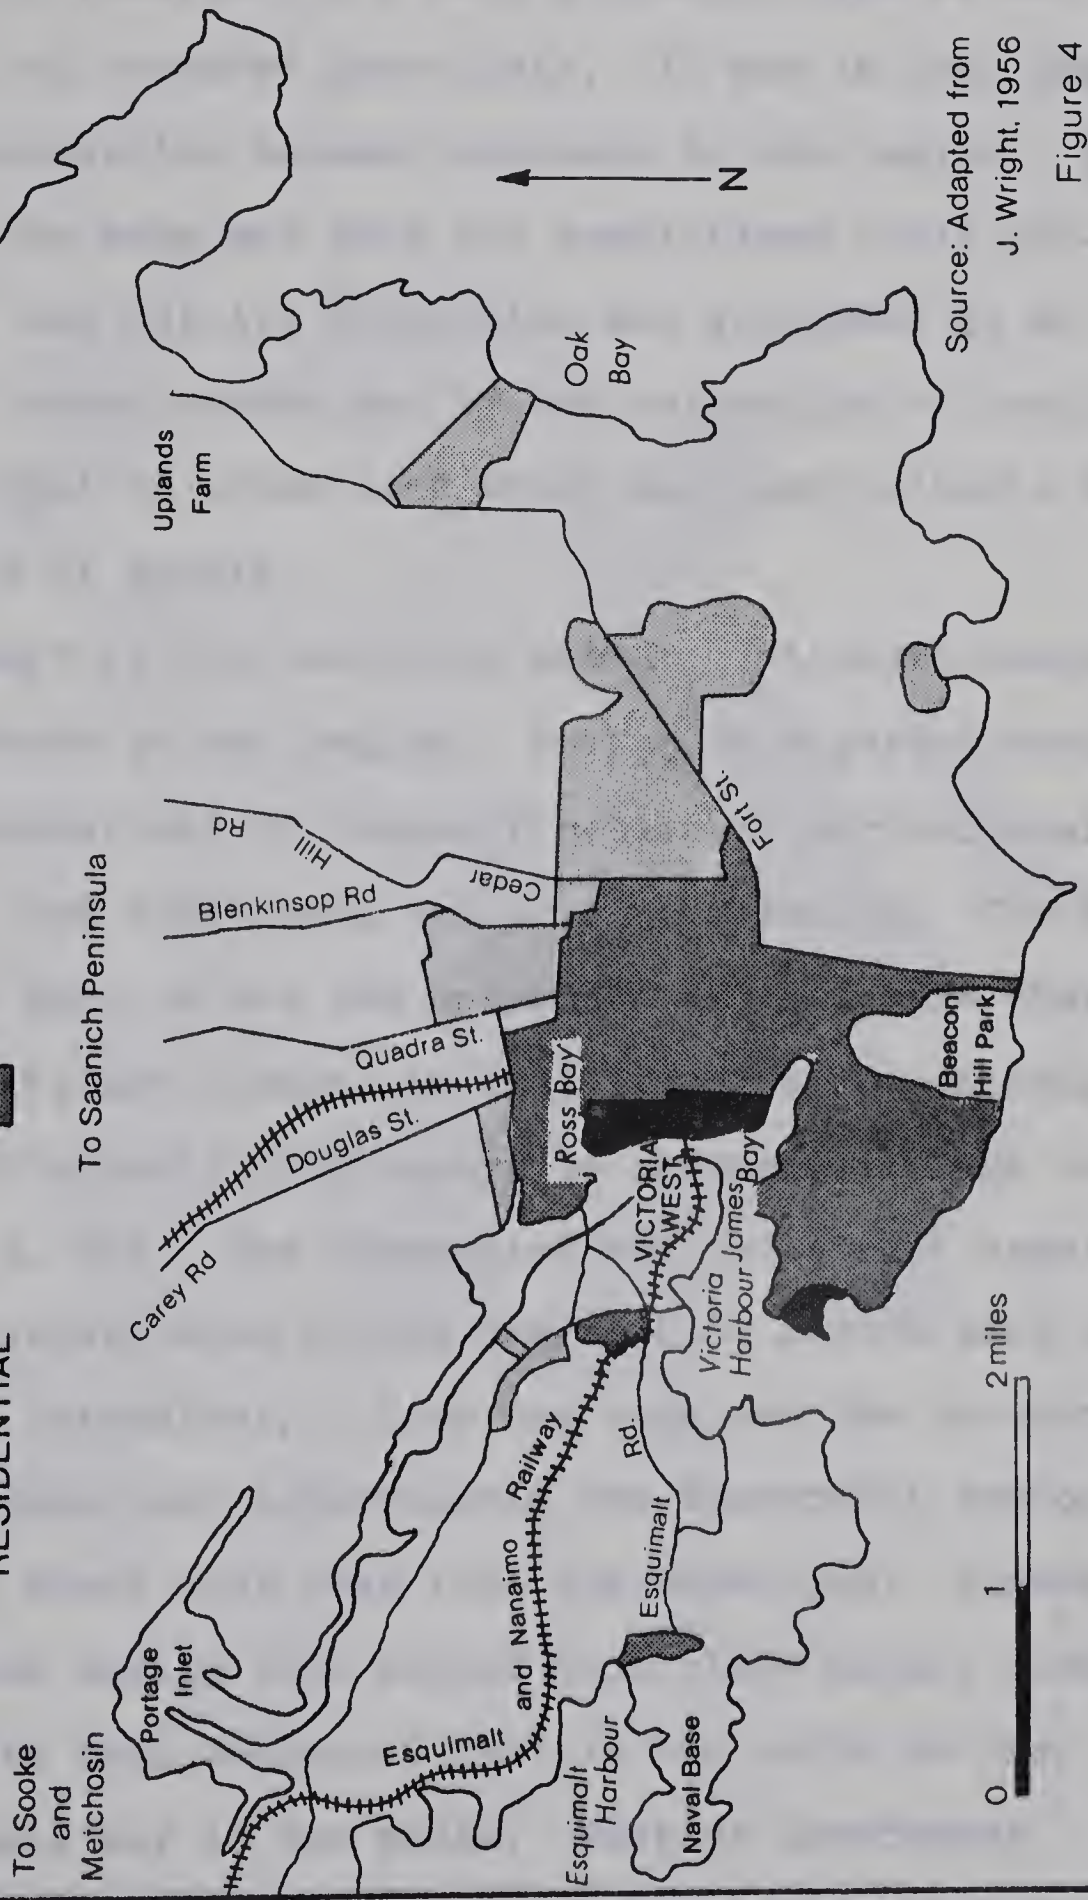 RESIDENTIAL
To Sooke
and
Metchosin
To Saanich Peninsula
Portage
Inlet
Carey Rd
Douglas St.
Quadra St.
Blenkinsop Rd
Cedar
Hill
Rd
Uplands
Farm
Oak
Bay
Fort St.
Ross Bay
VICTORIA
WEST
Victoria
Harbour
James
Bay
Beacon
Hill Park
Esquimalt
and Nanaimo
Railway
Esquimalt
Rd.
Esquimalt
Harbour
Naval Base
N
0
1
2 miles
Source: Adapted from
J. Wright, 1956
Figure 4